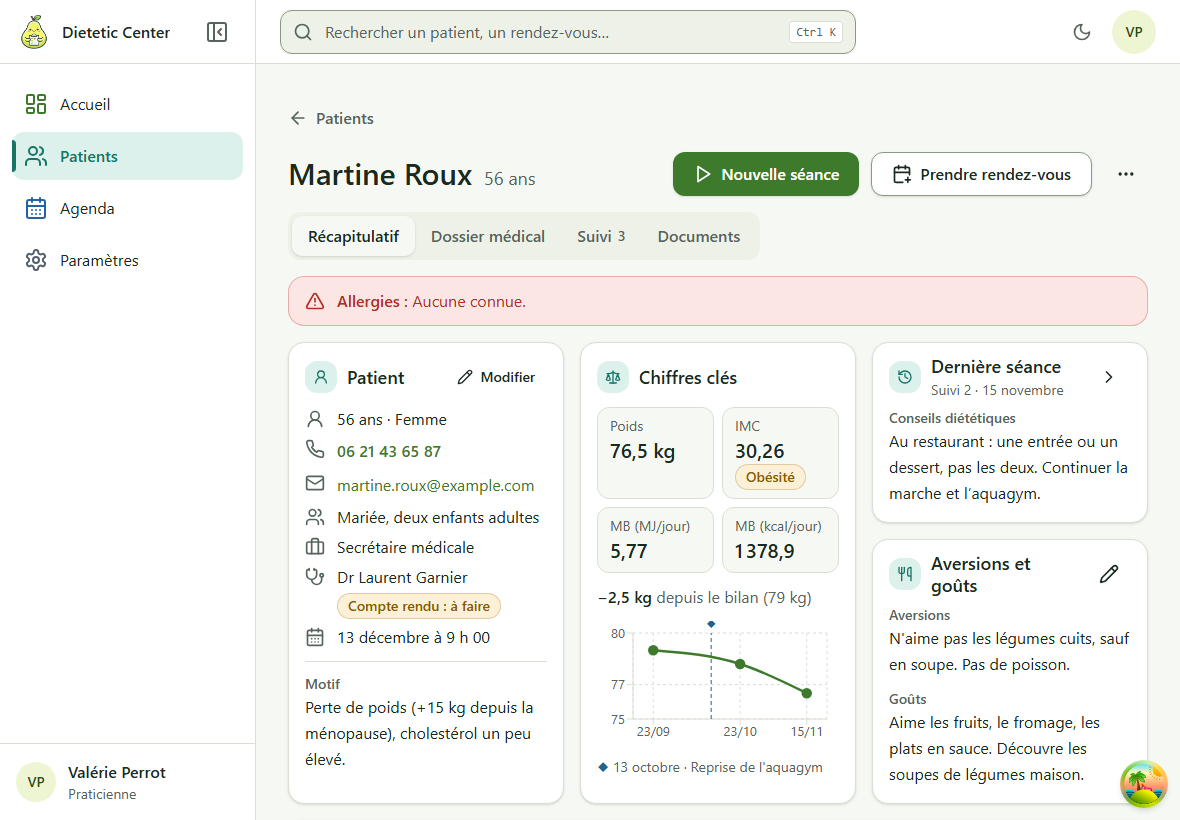 Dietetic Center
Rechercher un patient, un rendez-vous...
Ctrl K
VP
Accueil
Patients
Agenda
Paramètres
Patients
Martine Roux 56 ans
Nouvelle séance
Prendre rendez-vous
Récapitulatif
Dossier médical
Suivi 3
Documents
Allergies : Aucune connue.
Patient
Modifier
56 ans · Femme
06 21 43 65 87
martine.roux@example.com
Mariée, deux enfants adultes
Secrétaire médicale
Dr Laurent Garnier
Compte rendu : à faire
13 décembre à 9 h 00
Motif
Perte de poids (+15 kg depuis la
ménopause), cholestérol un peu
élevé.
Chiffres clés
Poids
76,5 kg
IMC
30,26
Obésité
MB (MJ/jour)
5,77
MB (kcal/jour)
1 378,9
−2,5 kg depuis le bilan (79 kg)
80
77
75
23/09
23/10
15/11
13 octobre · Reprise de l'aquagym
Dernière séance
Suivi 2 · 15 novembre
Conseils diététiques
Au restaurant : une entrée ou un
dessert, pas les deux. Continuer la
marche et l'aquagym.
Aversions et
goûts
Aversions
N'aime pas les légumes cuits, sauf
en soupe. Pas de poisson.
Goûts
Aime les fruits, le fromage, les
plats en sauce. Découvre les
soupes de légumes maison.
VP
Valérie Perrot
Praticienne